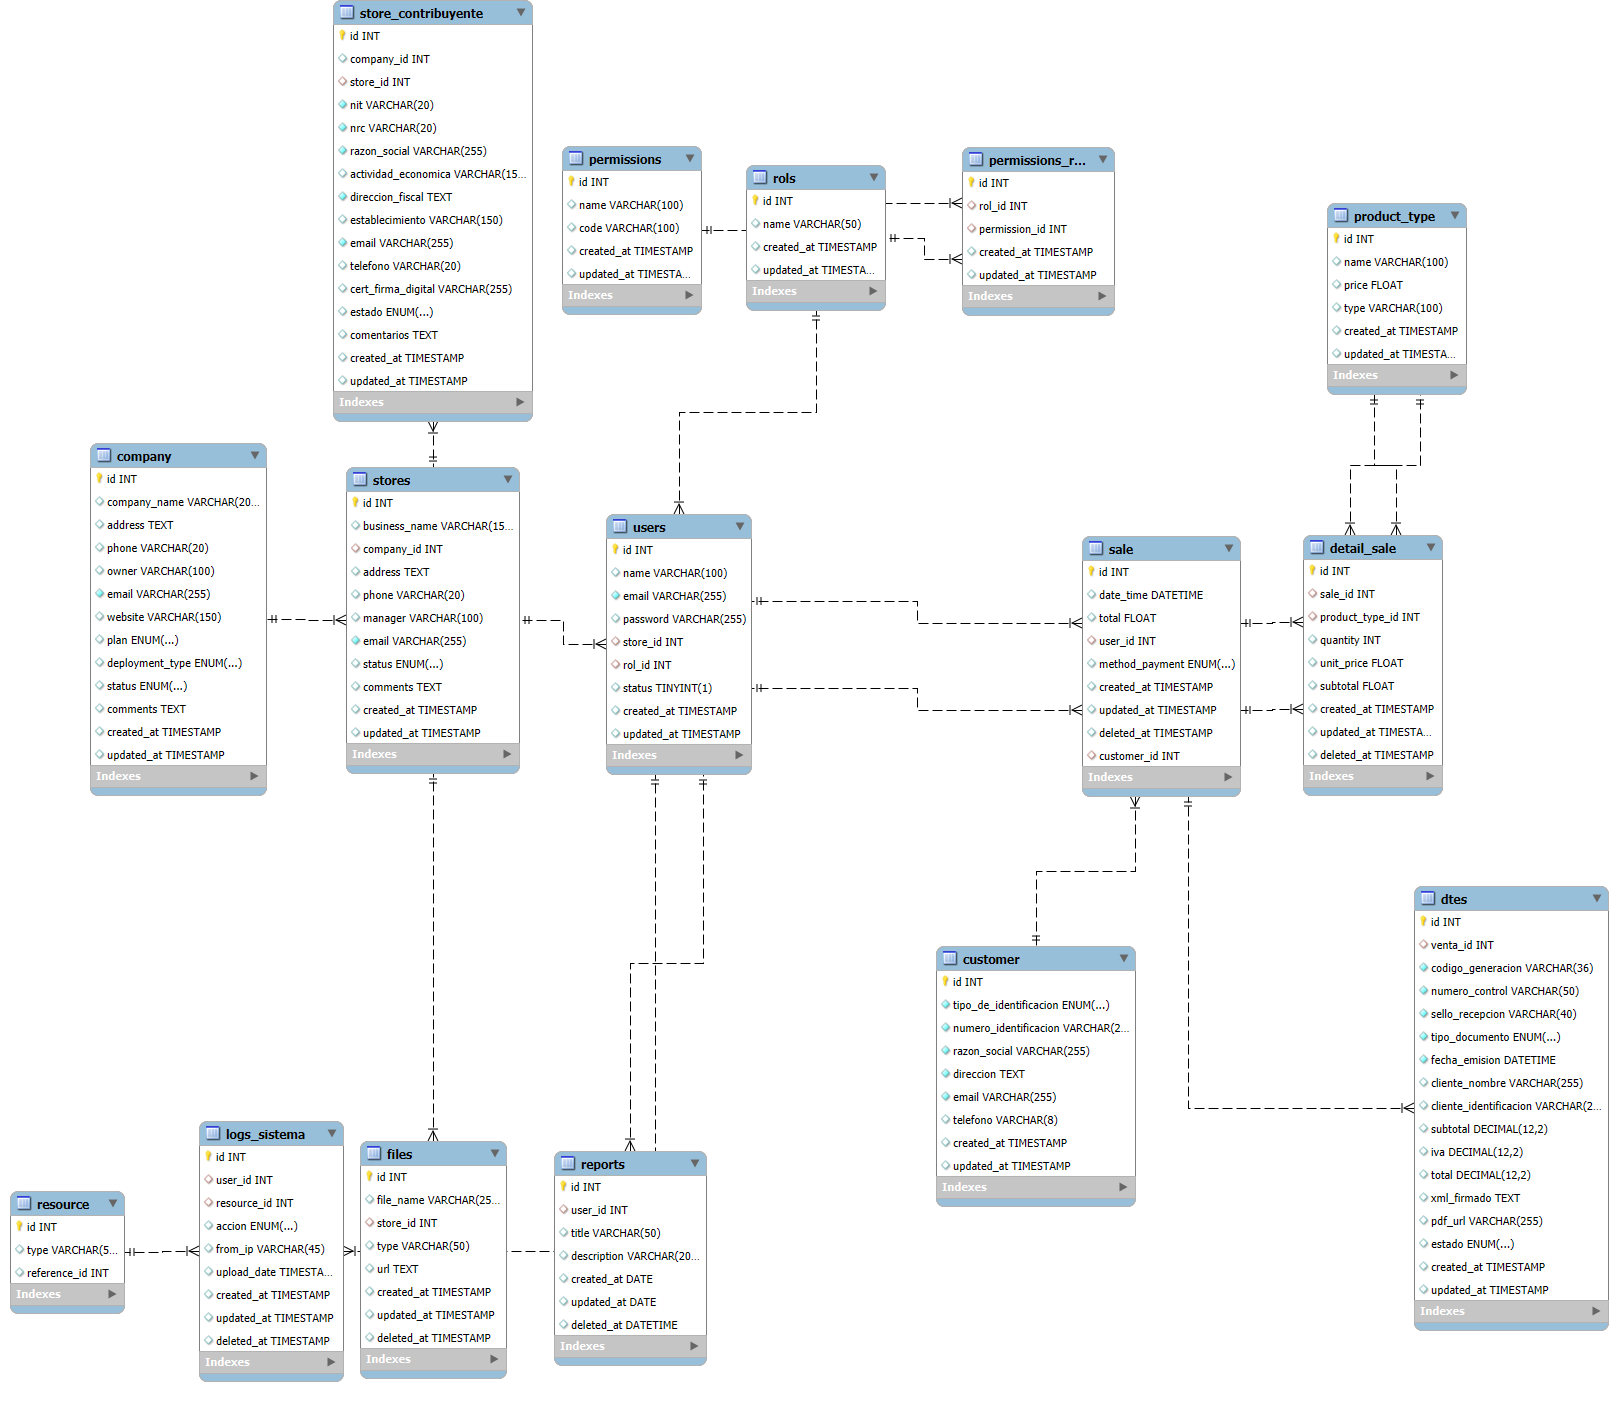 store_contribuyente
id INT
company_id INT
store_id INT
nit VARCHAR(20)
nrc VARCHAR(20)
razon_social VARCHAR(255)
actividad_economica VARCHAR(15...
direccion_fiscal TEXT
establecimiento VARCHAR(150)
email VARCHAR(255)
telefono VARCHAR(20)
cert_firma_digital VARCHAR(255)
estado ENUM(...)
comentarios TEXT
created_at TIMESTAMP
updated_at TIMESTAMP
Indexes
permissions
id INT
name VARCHAR(100)
code VARCHAR(100)
created_at TIMESTAMP
updated_at TIMESTA...
Indexes
rols
id INT
name VARCHAR(50)
created_at TIMESTAMP
updated_at TIMESTA...
Indexes
permissions_r...
id INT
rol_id INT
permission_id INT
created_at TIMESTAMP
updated_at TIMESTAMP
Indexes
product_type
id INT
name VARCHAR(100)
price FLOAT
type VARCHAR(100)
created_at TIMESTAMP
updated_at TIMESTA...
Indexes
company
id INT
company_name VARCHAR(20...
address TEXT
phone VARCHAR(20)
owner VARCHAR(100)
email VARCHAR(255)
website VARCHAR(150)
plan ENUM(...)
deployment_type ENUM(...)
status ENUM(...)
comments TEXT
created_at TIMESTAMP
updated_at TIMESTAMP
Indexes
stores
id INT
business_name VARCHAR(15...
company_id INT
address TEXT
phone VARCHAR(20)
manager VARCHAR(100)
email VARCHAR(255)
status ENUM(...)
comments TEXT
created_at TIMESTAMP
updated_at TIMESTAMP
Indexes
users
id INT
name VARCHAR(100)
email VARCHAR(255)
password VARCHAR(255)
store_id INT
rol_id INT
status TINYINT(1)
created_at TIMESTAMP
updated_at TIMESTAMP
Indexes
sale
id INT
date_time DATETIME
total FLOAT
user_id INT
method_payment ENUM(...)
created_at TIMESTAMP
updated_at TIMESTAMP
deleted_at TIMESTAMP
customer_id INT
Indexes
detail_sale
id INT
sale_id INT
product_type_id INT
quantity INT
unit_price FLOAT
subtotal FLOAT
created_at TIMESTAMP
updated_at TIMESTA...
deleted_at TIMESTAMP
Indexes
dtes
id INT
venta_id INT
codigo_generacion VARCHAR(36)
numero_control VARCHAR(50)
sello_recepcion VARCHAR(40)
tipo_documento ENUM(...)
fecha_emision DATETIME
cliente_nombre VARCHAR(255)
cliente_identificacion VARCHAR(2...
subtotal DECIMAL(12,2)
iva DECIMAL(12,2)
total DECIMAL(12,2)
xml_firmado TEXT
pdf_url VARCHAR(255)
estado ENUM(...)
created_at TIMESTAMP
updated_at TIMESTAMP
Indexes
customer
id INT
tipo_de_identificacion ENUM(...)
numero_identificacion VARCHAR(2...
razon_social VARCHAR(255)
direccion TEXT
email VARCHAR(255)
telefono VARCHAR(8)
created_at TIMESTAMP
updated_at TIMESTAMP
Indexes
resource
id INT
type VARCHAR(5...
reference_id INT
Indexes
logs_sistema
id INT
user_id INT
resource_id INT
accion ENUM(...)
from_ip VARCHAR(45)
upload_date TIMESTA...
created_at TIMESTAMP
updated_at TIMESTAMP
deleted_at TIMESTAMP
Indexes
files
id INT
file_name VARCHAR(25...
store_id INT
type VARCHAR(50)
url TEXT
created_at TIMESTAMP
updated_at TIMESTAMP
deleted_at TIMESTAMP
Indexes
reports
id INT
user_id INT
title VARCHAR(50)
description VARCHAR(20...
created_at DATE
updated_at DATE
deleted_at DATETIME
Indexes